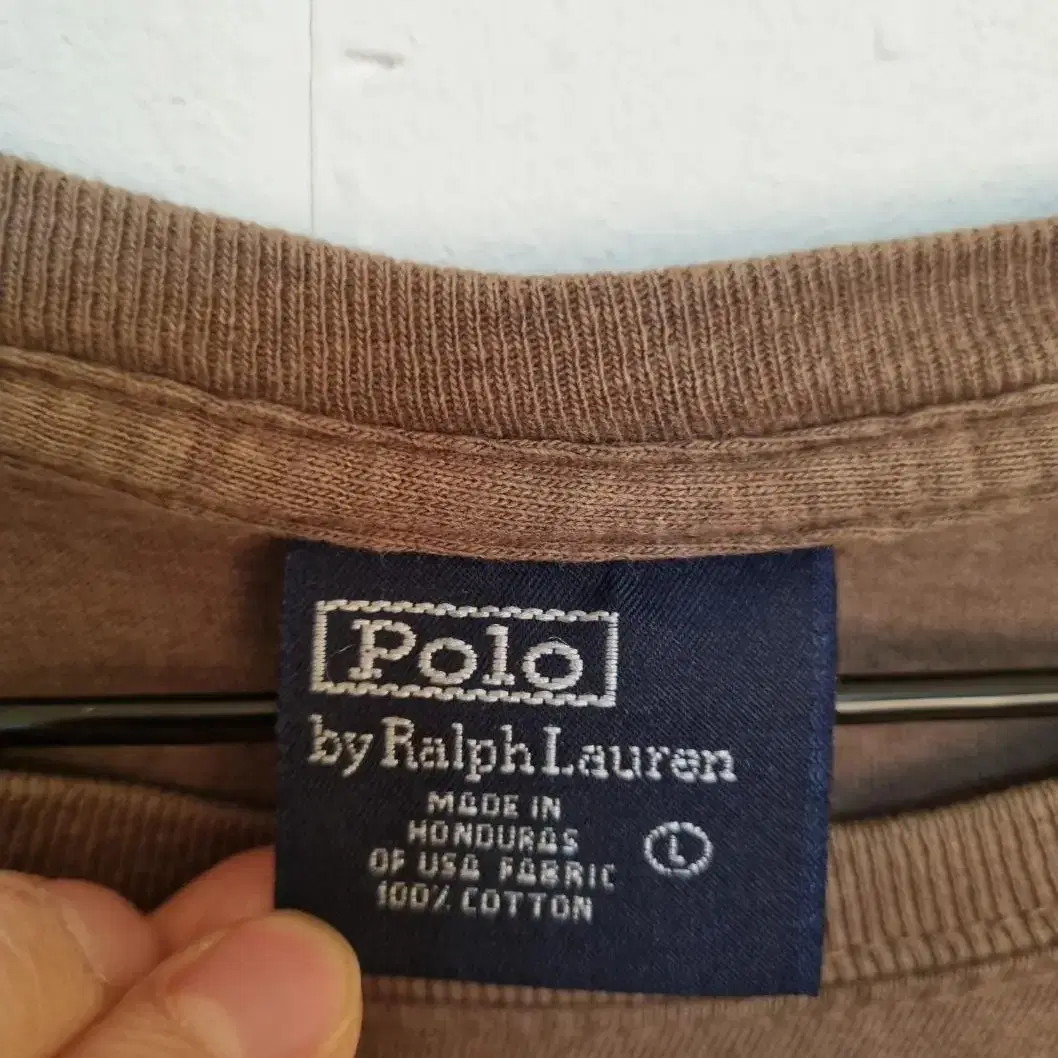 Polo
by Ralph Lauren
MADE IN
HONDURAS
OF USA FABRIC
100% COTTON
L